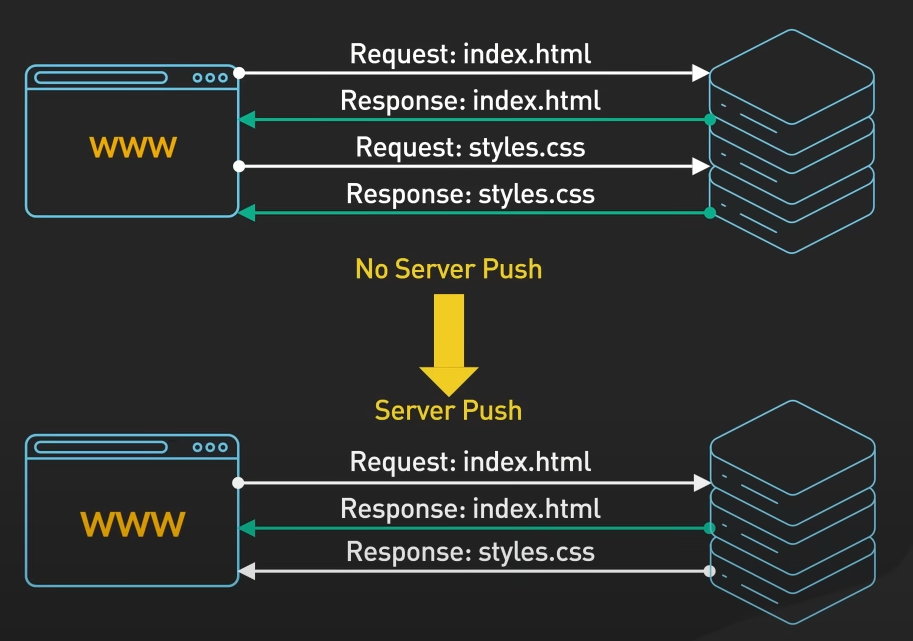 Request: index.html
Response: index.html
WWW
Request: styles.css
Response: styles.css
No Server Push
Server Push
Request: index.html
Response: index.html
WWW
Response: styles.css